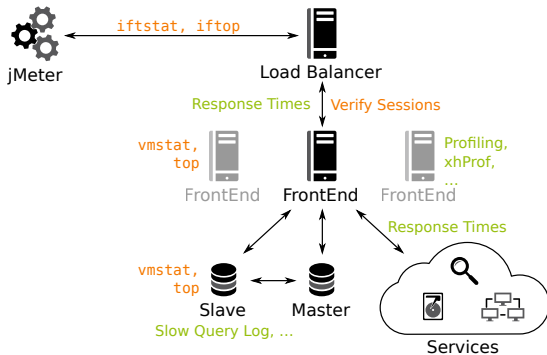 iftstat, iftop
jMeter
Load Balancer
Response Times
Verify Sessions
vmstat,
top
Profiling,
xhProf,
...
FrontEnd
FrontEnd
FrontEnd
Response Times
vmstat,
top
Slave
Master
Slow Query Log, ...
Services